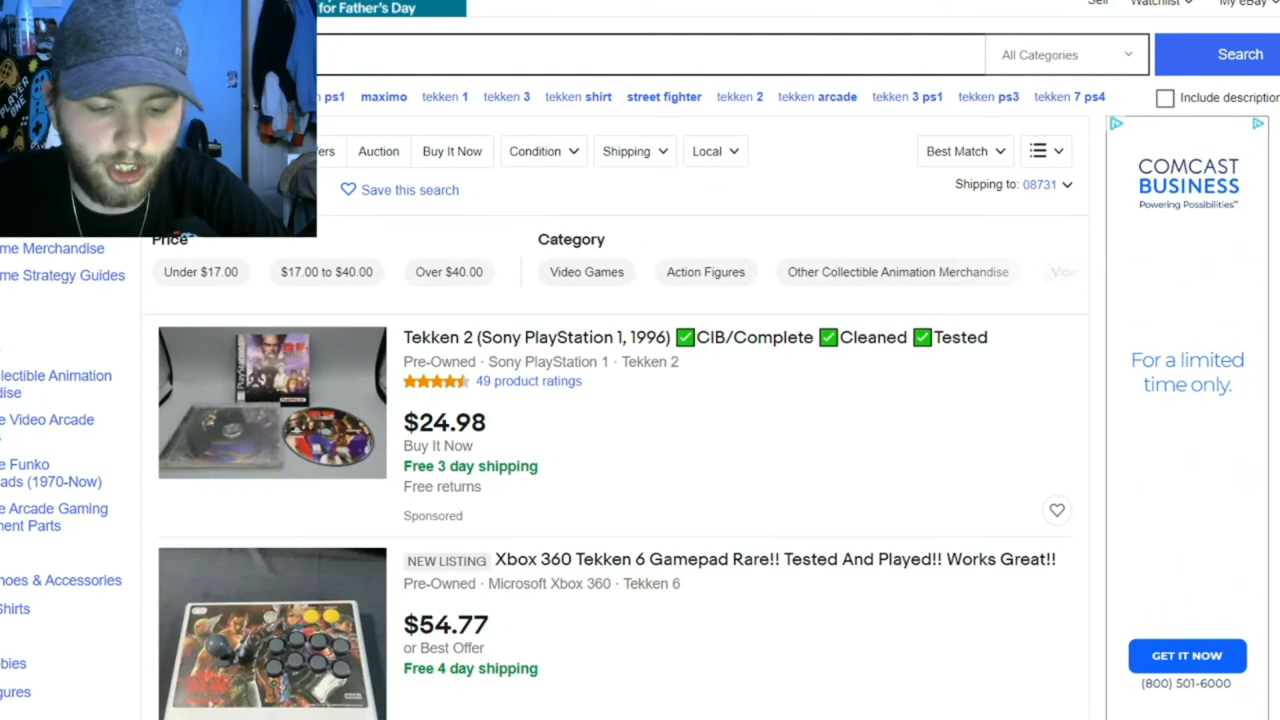 for Father's Day
Sell Watchlist My eBay
All Categories
Search
ps1 maximo tekken 1 tekken 3 tekken shirt street fighter tekken 2 tekken arcade tekken 3 ps1 tekken ps3 tekken 7 ps4
Include description
Auction Buy It Now Condition Shipping Local Best Match
Save this search
Shipping to: 08731
Price Category
Under $17.00 $17.00 to $40.00 Over $40.00 Video Games Action Figures Other Collectible Animation Merchandise
me Merchandise
me Strategy Guides
lectible Animation
dise
e Video Arcade
e Funko
ads (1970-Now)
e Arcade Gaming
ment Parts
hoes & Accessories
Shirts
bies
gures
Tekken 2 (Sony PlayStation 1, 1996) ✅CIB/Complete ✅Cleaned ✅Tested
Pre-Owned · Sony PlayStation 1 · Tekken 2
49 product ratings
$24.98
Buy It Now
Free 3 day shipping
Free returns
Sponsored
NEW LISTING Xbox 360 Tekken 6 Gamepad Rare!! Tested And Played!! Works Great!!
Pre-Owned · Microsoft Xbox 360 · Tekken 6
$54.77
or Best Offer
Free 4 day shipping
COMCAST
BUSINESS
Powering Possibilities™
For a limited
time only.
GET IT NOW
(800) 501-6000